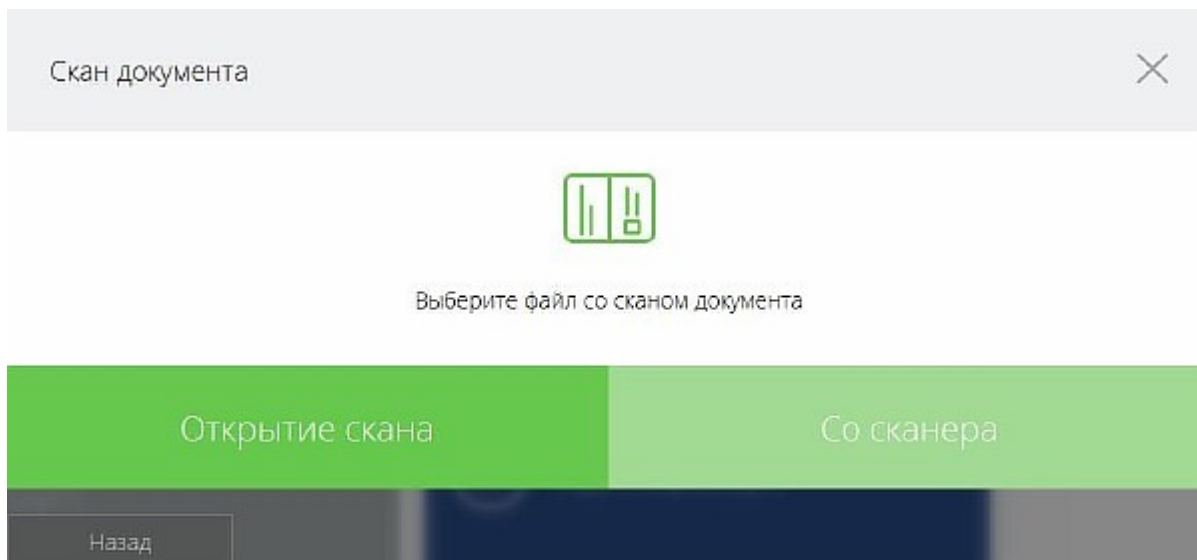 Скан документа
Выберите файл со сканом документа
Открытие скана
Со сканера
Назад